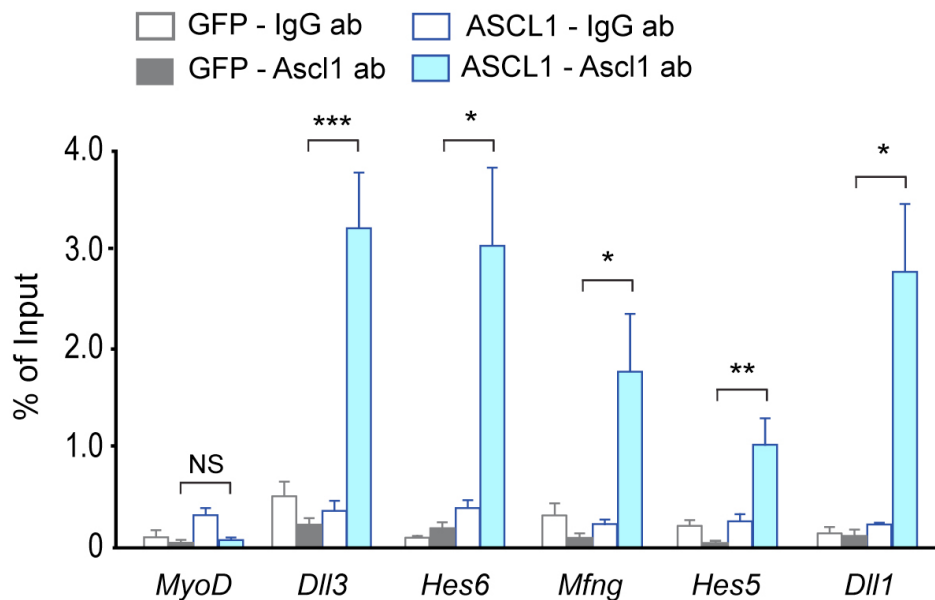 GFP - IgG ab ASCL1 - IgG ab
GFP - Ascl1 ab ASCL1 - Ascl1 ab
% of Input
4.0
3.0
2.0
1.0
0
NS
***
*
*
**
*
MyoD Dll3 Hes6 Mfng Hes5 Dll1